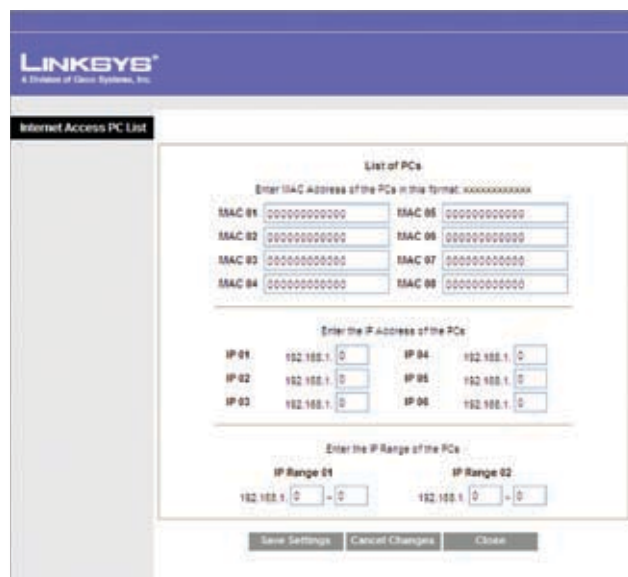 LINKSYS®
A Division of Cisco Systems, Inc.
Internet Access PC List
List of PCs
Enter MAC Address of the PCs in this format: xxxxxxxxxxxx
MAC 01 000000000000 MAC 05 000000000000
MAC 02 000000000000 MAC 06 000000000000
MAC 03 000000000000 MAC 07 000000000000
MAC 04 000000000000 MAC 08 000000000000
Enter the IP Address of the PCs
IP 01 192.168.1. 0 IP 04 192.168.1. 0
IP 02 192.168.1. 0 IP 05 192.168.1. 0
IP 03 192.168.1. 0 IP 06 192.168.1. 0
Enter the IP Range of the PCs
IP Range 01 IP Range 02
192.168.1. 0 ~ 0 192.168.1. 0 ~ 0
Save Settings Cancel Changes Close